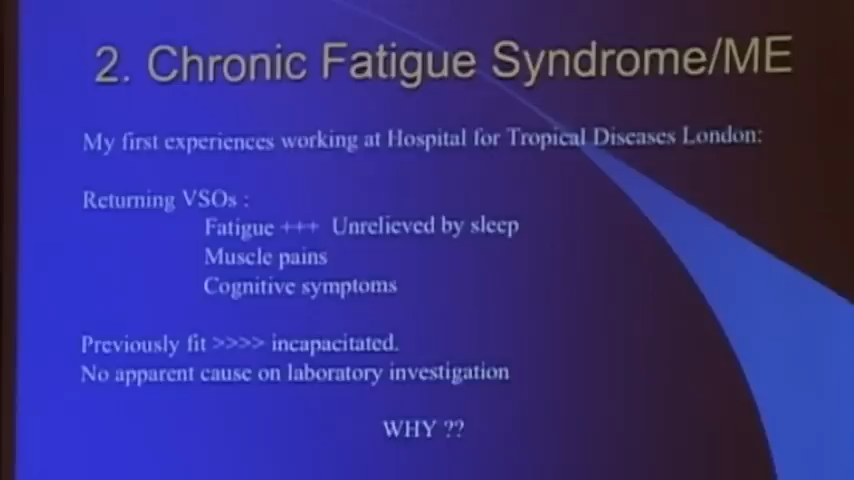 2. Chronic Fatigue Syndrome/ME
My first experiences working at Hospital for Tropical Diseases London:
Returning VSOs :
Fatigue +++ Unrelieved by sleep
Muscle pains
Cognitive symptoms
Previously fit >>>> incapacitated.
No apparent cause on laboratory investigation
WHY ??